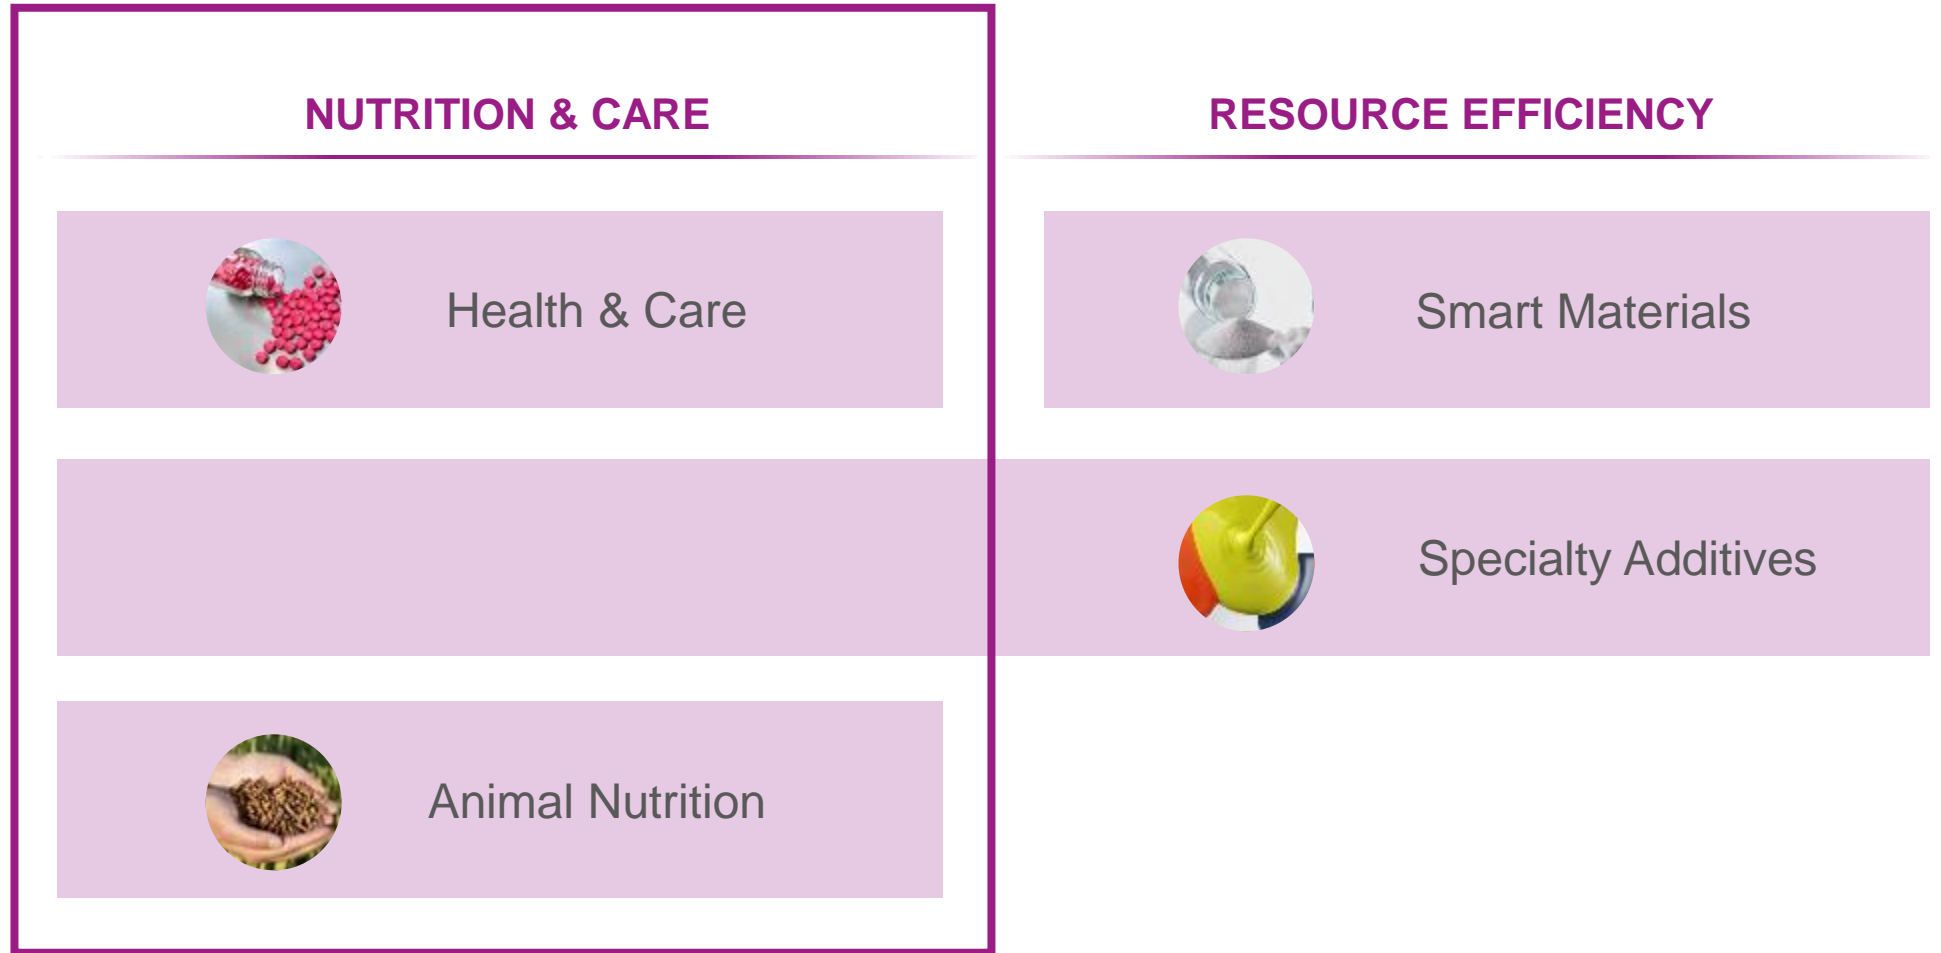 NUTRITION & CARE
RESOURCE EFFICIENCY
Health & Care
Smart Materials
Specialty Additives
Animal Nutrition